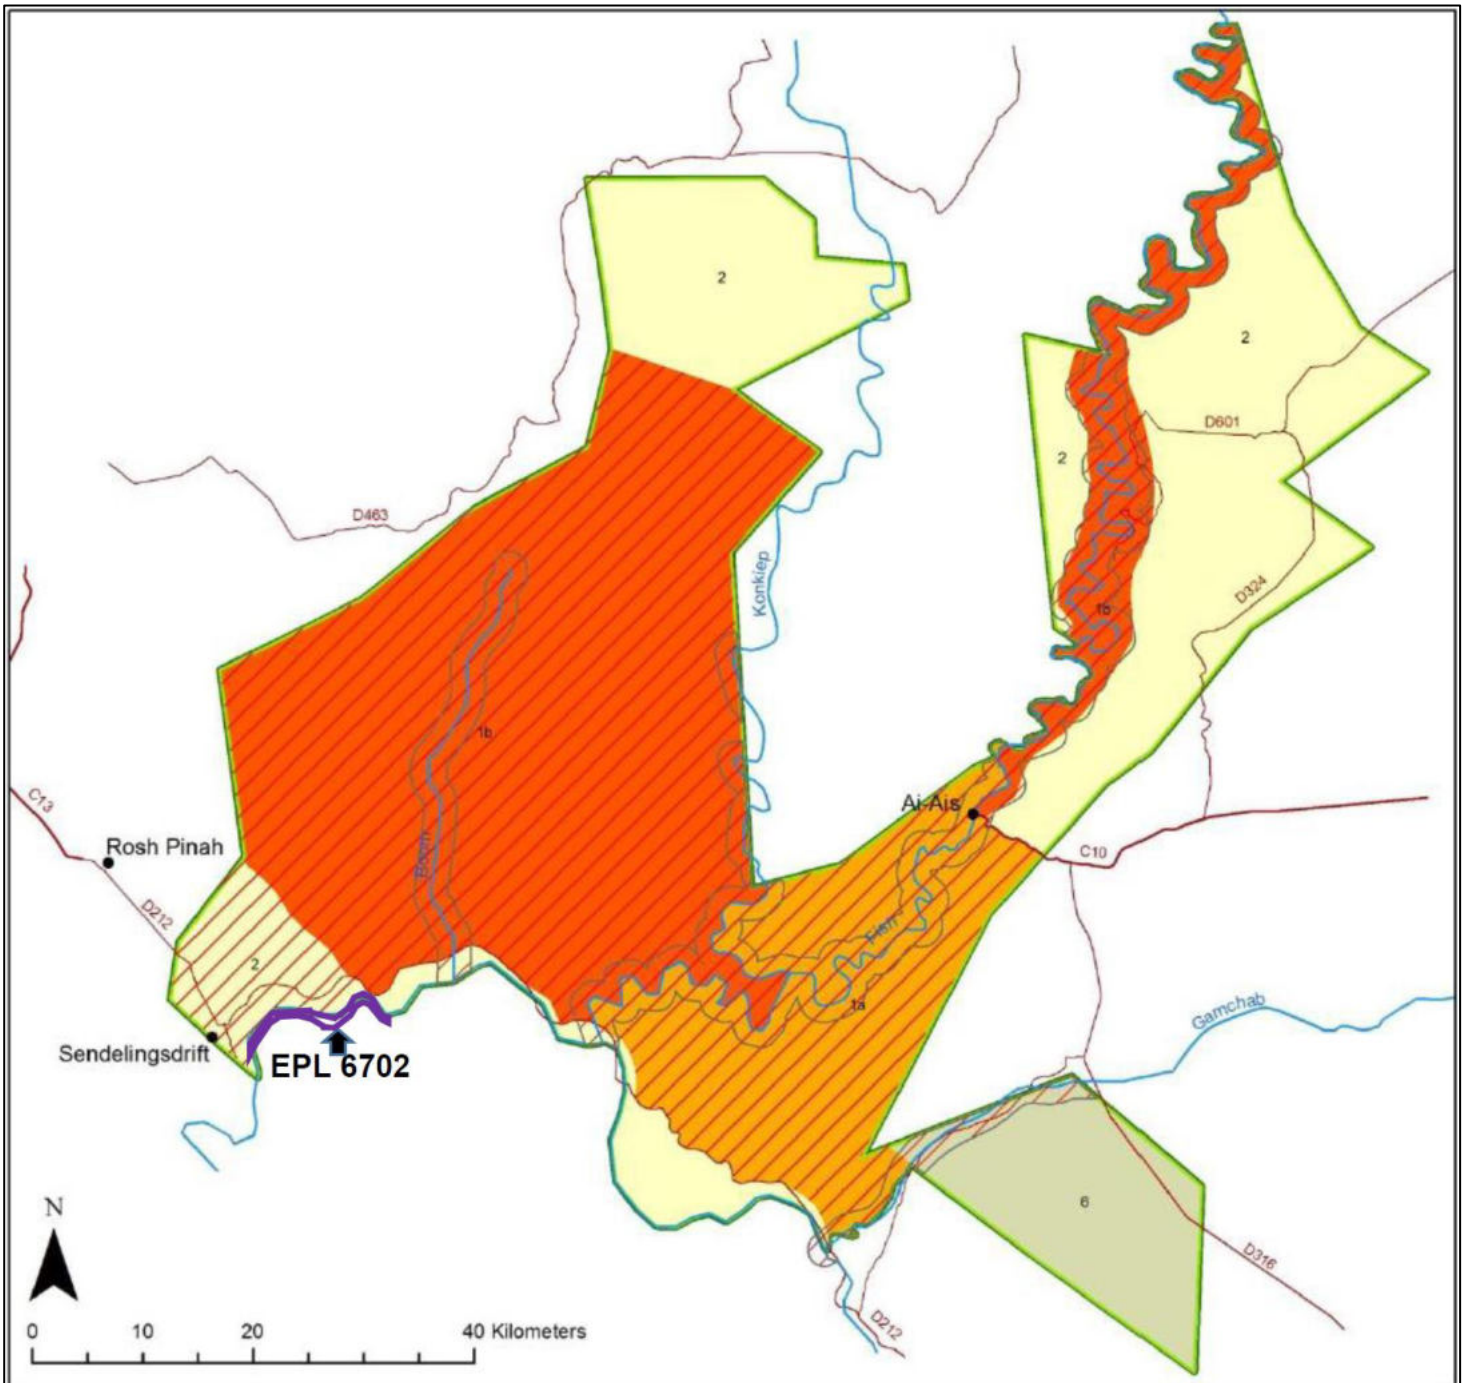 2
2
D601
2
D463
Konkiep
D324
1b
1b
C13
Ai-Ais
Rosh Pinah
C10
Boom
D212
Fish
2
1a
Gamchab
Sendelingsdrift
EPL 6702
6
N
D316
D212
0 10 20 40 Kilometers